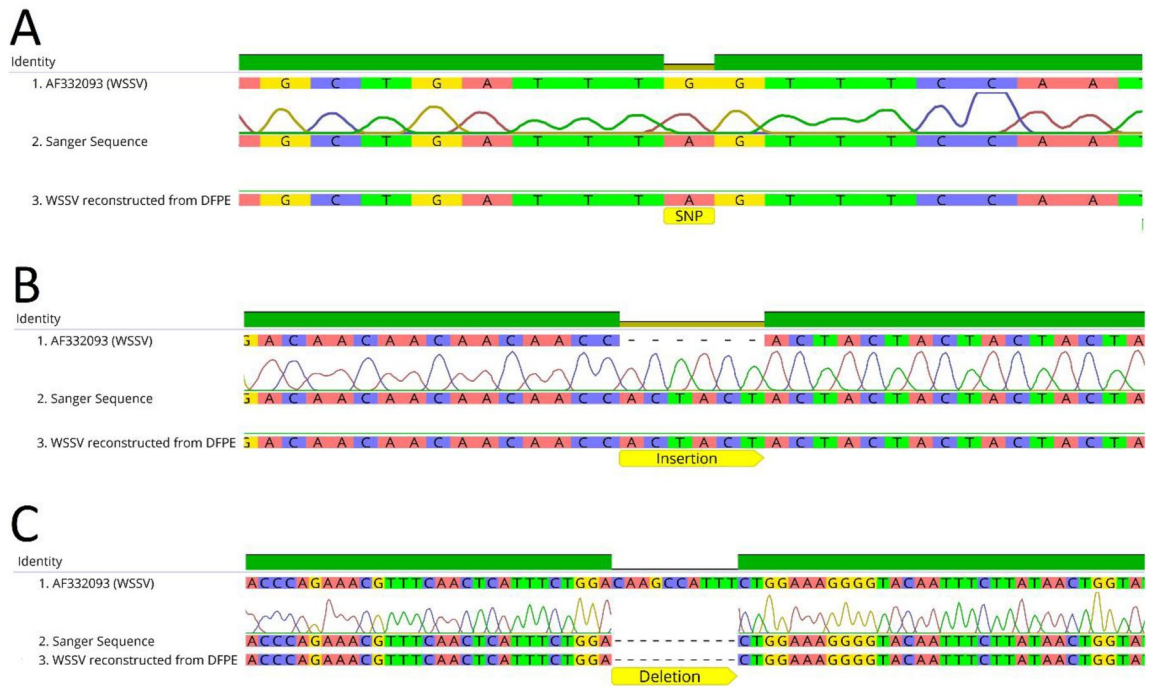 A
Identity
1. AF332093 (WSSV) G C T G A T T T G G T T T C C A A
2. Sanger Sequence G C T G A T T T A G T T T C C A A
3. WSSV reconstructed from DFPE G C T G A T T T A G T T T C C A A
SNP
B
Identity
1. AF332093 (WSSV) G A C A A C A A C A A C A A C C - - - - - - A C T A C T A C T A C T A C T A
2. Sanger Sequence G A C A A C A A C A A C A A C C A C T A C T A C T A C T A C T A C T A C T A
3. WSSV reconstructed from DFPE G A C A A C A A C A A C A A C C A C T A C T A C T A C T A C T A C T A C T A
Insertion
C
Identity
1. AF332093 (WSSV) ACCCAGAAACGTTTCAACTCATTTCTGGACAAGCCATTTCTGGAAAGGGGTACAATTTCTTATAACTGGTA
2. Sanger Sequence ACCCAGAAACGTTTCAACTCATTTCTGGA----------CTGGAAAGGGGTACAATTTCTTATAACTGGTA
3. WSSV reconstructed from DFPE ACCCAGAAACGTTTCAACTCATTTCTGGA----------CTGGAAAGGGGTACAATTTCTTATAACTGGTA
Deletion